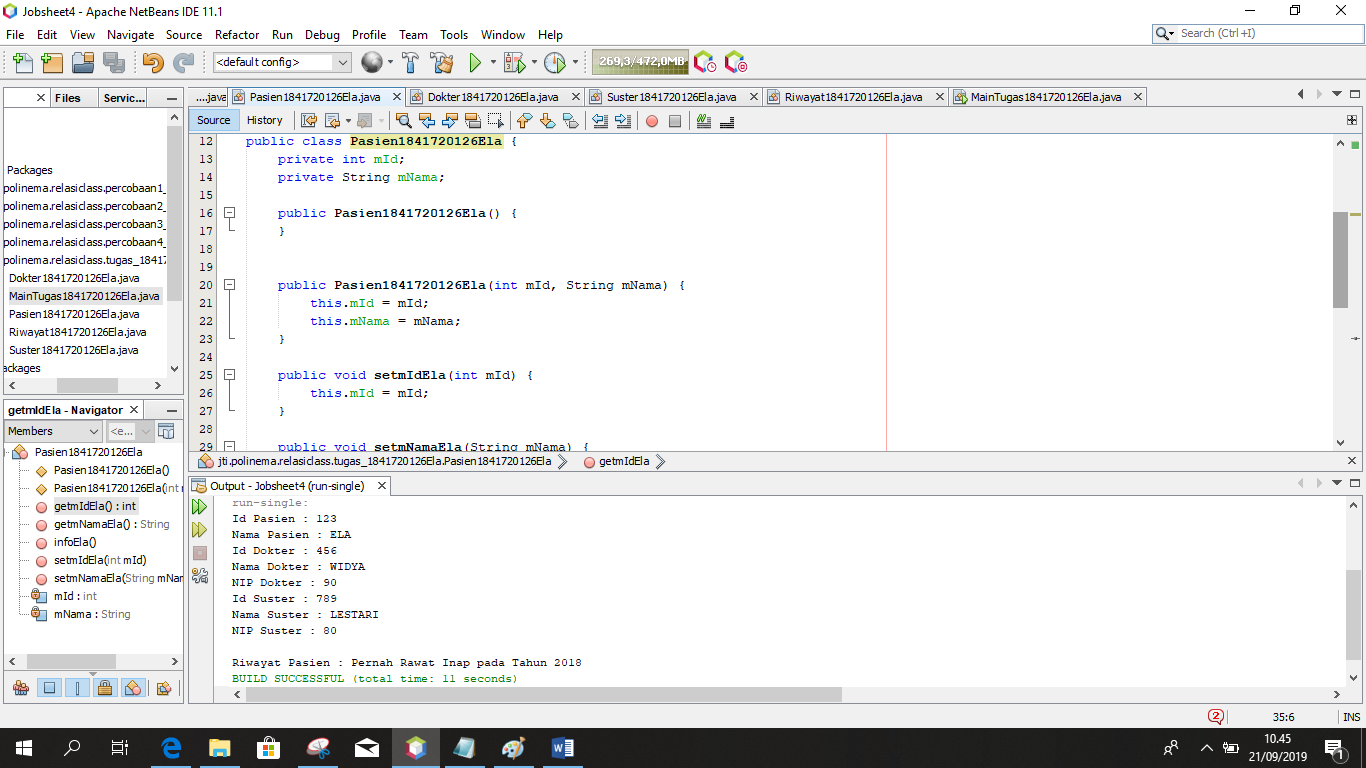 Jobsheet4 - Apache NetBeans IDE 11.1
File Edit View Navigate Source Refactor Run Debug Profile Team Tools Window Help
Search (Ctrl +I)
<default config>
269,3/472,0MB
Files Servic...
....java Pasien1841720126Ela.java Dokter1841720126Ela.java Suster1841720126Ela.java Riwayat1841720126Ela.java MainTugas1841720126Ela.java
Source History
Packages
polinema.relasiclass.percobaan1_
polinema.relasiclass.percobaan2_
polinema.relasiclass.percobaan3_
polinema.relasiclass.percobaan4_
polinema.relasiclass.tugas_18417
Dokter1841720126Ela.java
MainTugas1841720126Ela.java
Pasien1841720126Ela.java
Riwayat1841720126Ela.java
Suster1841720126Ela.java
ackages
12 public class Pasien1841720126Ela {
13 private int mId;
14 private String mNama;
15
16 public Pasien1841720126Ela() {
17 }
18
19
20 public Pasien1841720126Ela(int mId, String mNama) {
21 this.mId = mId;
22 this.mNama = mNama;
23 }
24
25 public void setmIdEla(int mId) {
26 this.mId = mId;
27 }
28
29 public void setmNamaEla(String mNama) {
jti.polinema.relasiclass.tugas_1841720126Ela.Pasien1841720126Ela getmIdEla
getmIdEla - Navigator
Members <e...
Pasien1841720126Ela
Pasien1841720126Ela()
Pasien1841720126Ela(int r
getmIdEla() : int
getmNamaEla() : String
infoEla()
setmIdEla(int mId)
setmNamaEla(String mNar
mId : int
mNama : String
Output - Jobsheet4 (run-single)
run-single:
Id Pasien : 123
Nama Pasien : ELA
Id Dokter : 456
Nama Dokter : WIDYA
NIP Dokter : 90
Id Suster : 789
Nama Suster : LESTARI
NIP Suster : 80
Riwayat Pasien : Pernah Rawat Inap pada Tahun 2018
BUILD SUCCESSFUL (total time: 11 seconds)
2 35:6 INS
10.45
21/09/2019
1